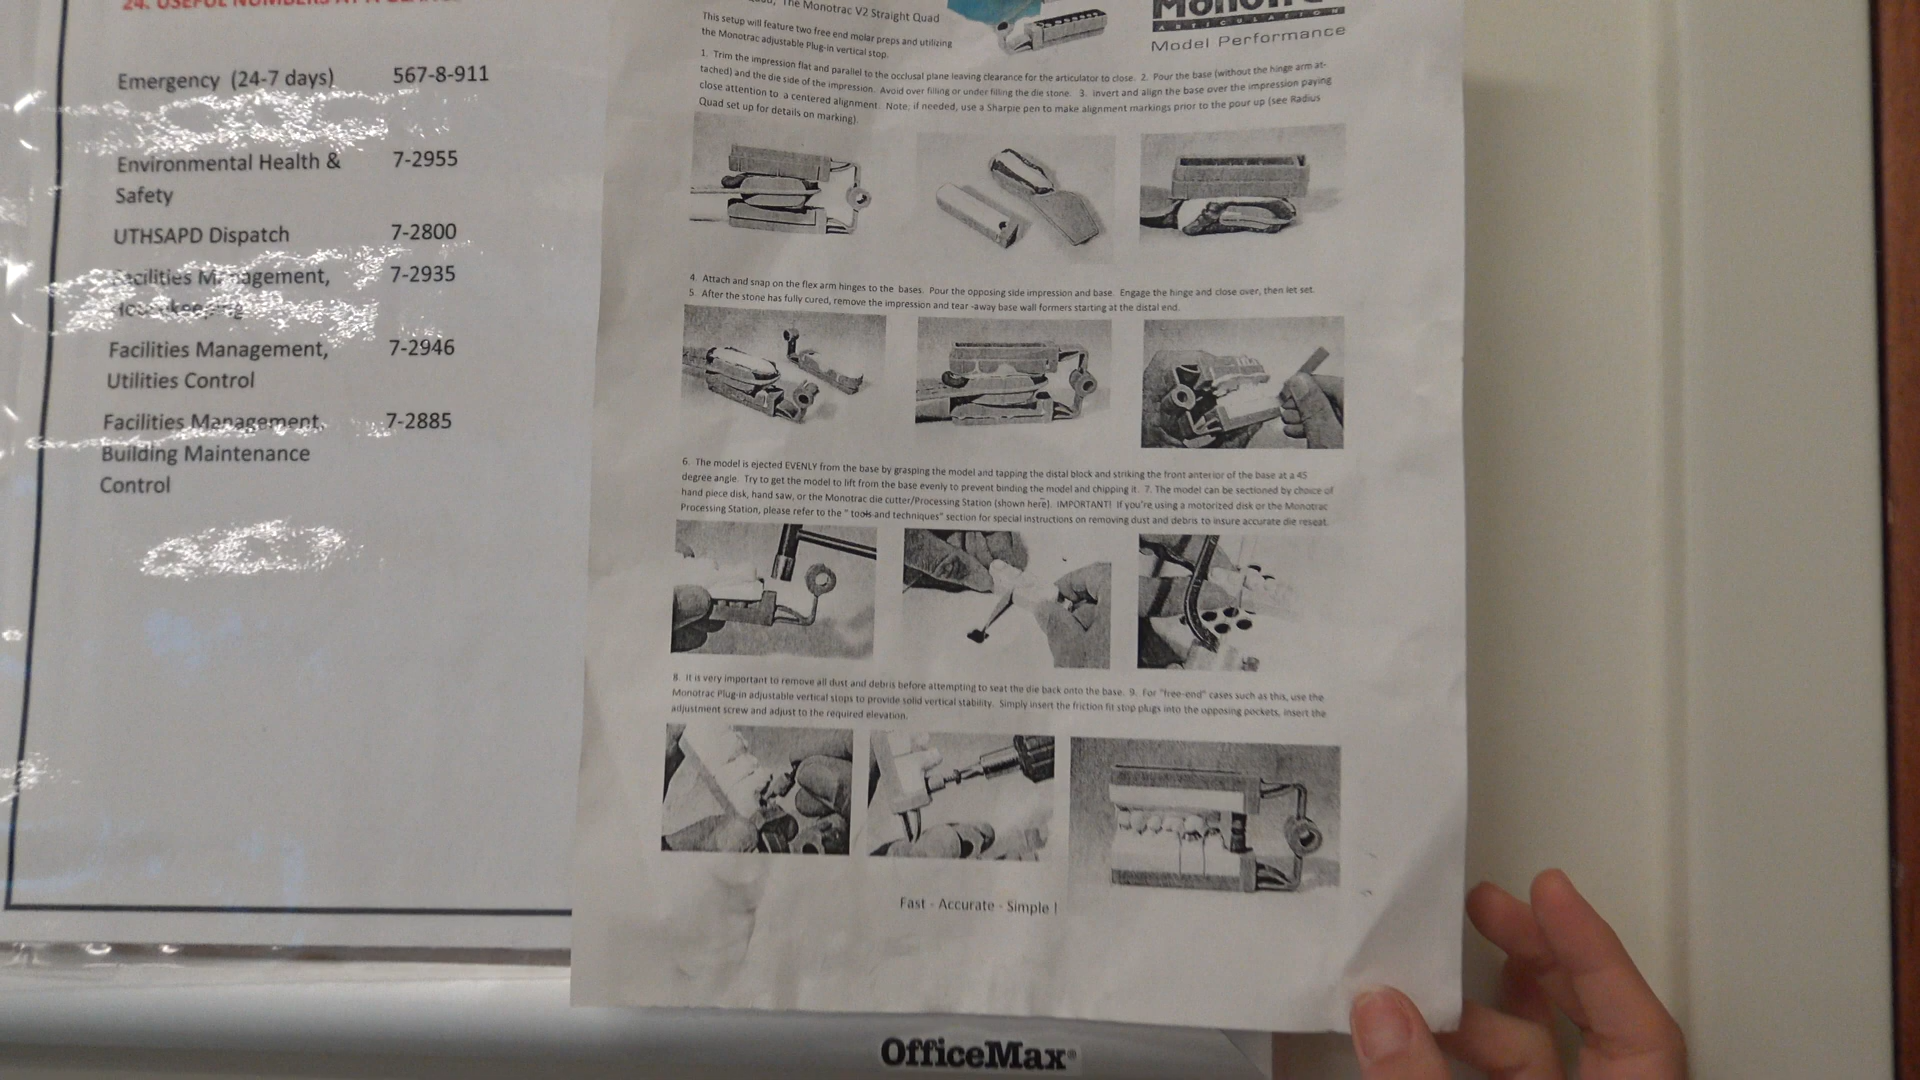 24. USEFUL NUMBERS AT A GLANCE
Emergency (24-7 days) 567-8-911
Environmental Health & 7-2955
Safety
UTHSAPD Dispatch 7-2800
Facilities Management, 7-2935
Housekeeping
Facilities Management, 7-2946
Utilities Control
Facilities Management, 7-2885
Building Maintenance
Control
The Monotrac V2 Straight Quad
This setup will feature two free end molar preps and utilizing
the Monotrac adjustable Plug-in vertical stop.
ARTICULATION
Model Performance
1. Trim the impression flat and parallel to the occlusal plane leaving clearance for the articulator to close. 2. Pour the base (without the hinge arm at-
tached) and the die side of the impression. Avoid over filling or under filling the die stone. 3. Invert and align the base over the impression paying
close attention to a centered alignment. Note, if needed, use a Sharpie pen to make alignment markings prior to the pour up (see Radius
Quad set up for details on marking).
4. Attach and snap on the flex arm hinges to the bases. Pour the opposing side impression and base. Engage the hinge and close over, then let set.
5. After the stone has fully cured, remove the impression and tear -away base wall formers starting at the distal end.
6. The model is ejected EVENLY from the base by grasping the model and tapping the distal block and striking the front anterior of the base at a 45
degree angle. Try to get the model to lift from the base evenly to prevent binding the model and chipping it. 7. The model can be sectioned by choice of
hand piece disk, hand saw, or the Monotrac die cutter/Processing Station (shown here). IMPORTANT! If you're using a motorized disk or the Monotrac
Processing Station, please refer to the " tools and techniques" section for special instructions on removing dust and debris to insure accurate die reseat.
8. It is very important to remove all dust and debris before attempting to seat the die back onto the base. 9. For "free-end" cases such as this, use the
Monotrac Plug-in adjustable vertical stops to provide solid vertical stability. Simply insert the friction fit stop plugs into the opposing pockets, insert the
adjustment screw and adjust to the required elevation.
Fast - Accurate - Simple !
OfficeMax®